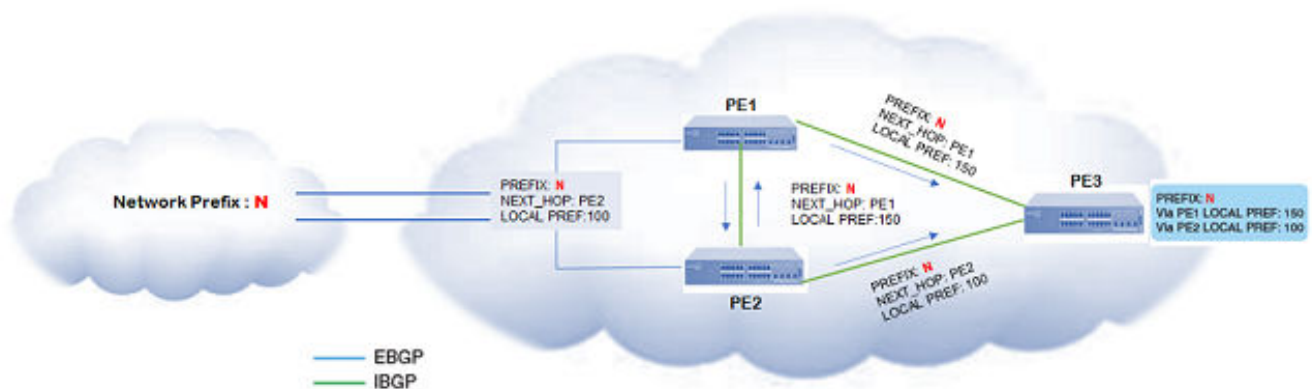 Network Prefix : N
PREFIX: N
NEXT_HOP: PE2
LOCAL PREF:100
PE1
PREFIX: N
NEXT_HOP: PE1
LOCAL PREF:150
PE2
PREFIX: N
NEXT_HOP: PE1
LOCAL PREF: 150
PREFIX: N
NEXT_HOP: PE2
LOCAL PREF: 100
PE3
PREFIX: N
Via PE1 LOCAL PREF: 150
Via PE2 LOCAL PREF: 100
EBGP
IBGP